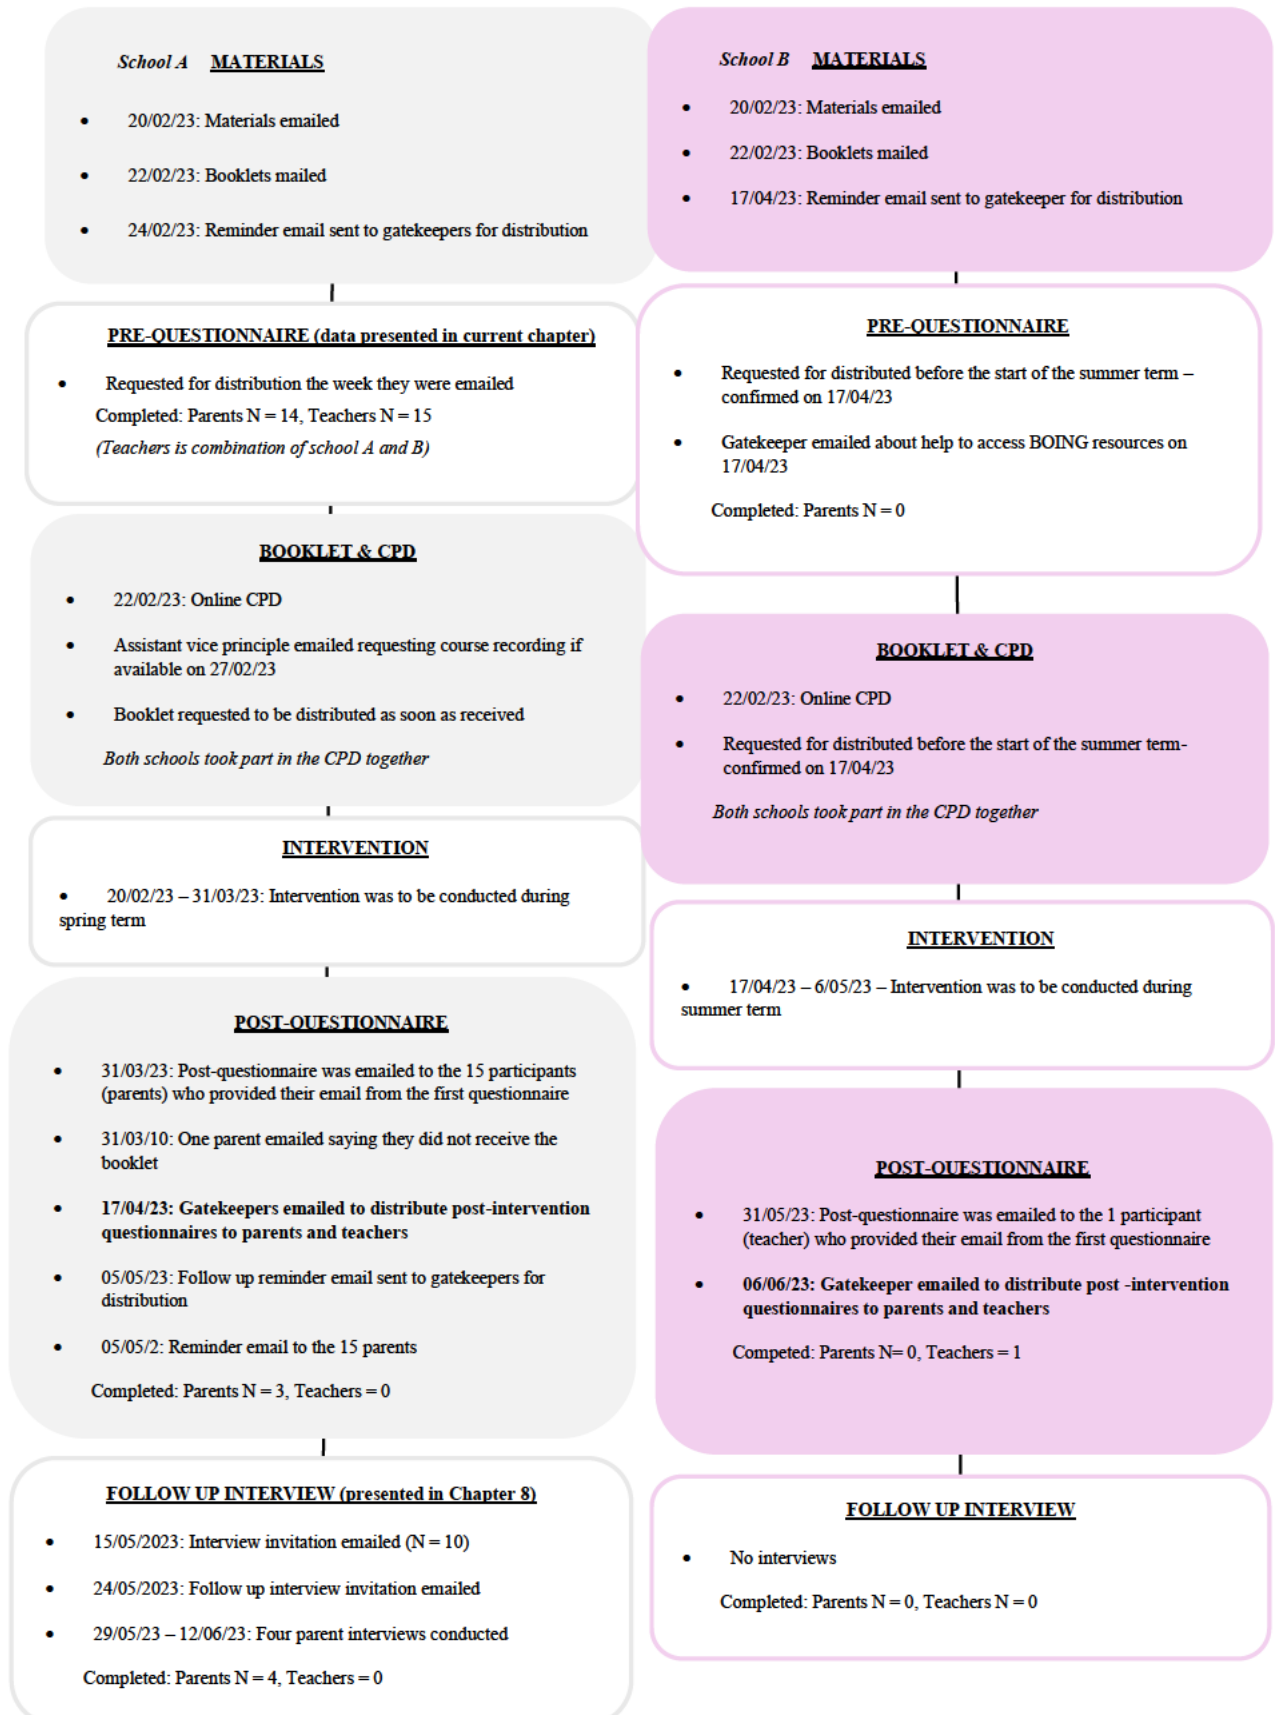 School A MATERIALS
• 20/02/23: Materials emailed
• 22/02/23: Booklets mailed
• 24/02/23: Reminder email sent to gatekeepers for distribution
PRE-QUESTIONNAIRE (data presented in current chapter)
• Requested for distribution the week they were emailed
Completed: Parents N = 14, Teachers N = 15
(Teachers is combination of school A and B)
BOOKLET & CPD
• 22/02/23: Online CPD
• Assistant vice principle emailed requesting course recording if
available on 27/02/23
• Booklet requested to be distributed as soon as received
Both schools took part in the CPD together
INTERVENTION
• 20/02/23 – 31/03/23: Intervention was to be conducted during
spring term
POST-QUESTIONNAIRE
• 31/03/23: Post-questionnaire was emailed to the 15 participants
(parents) who provided their email from the first questionnaire
• 31/03/10: One parent emailed saying they did not receive the
booklet
• 17/04/23: Gatekeepers emailed to distribute post-intervention
questionnaires to parents and teachers
• 05/05/23: Follow up reminder email sent to gatekeepers for
distribution
• 05/05/2: Reminder email to the 15 parents
Completed: Parents N = 3, Teachers = 0
FOLLOW UP INTERVIEW (presented in Chapter 8)
• 15/05/2023: Interview invitation emailed (N = 10)
• 24/05/2023: Follow up interview invitation emailed
• 29/05/23 – 12/06/23: Four parent interviews conducted
Completed: Parents N = 4, Teachers = 0
School B MATERIALS
• 20/02/23: Materials emailed
• 22/02/23: Booklets mailed
• 17/04/23: Reminder email sent to gatekeeper for distribution
PRE-QUESTIONNAIRE
• Requested for distributed before the start of the summer term –
confirmed on 17/04/23
• Gatekeeper emailed about help to access BOING resources on
17/04/23
Completed: Parents N = 0
BOOKLET & CPD
• 22/02/23: Online CPD
• Requested for distributed before the start of the summer term-
confirmed on 17/04/23
Both schools took part in the CPD together
INTERVENTION
• 17/04/23 – 6/05/23 – Intervention was to be conducted during
summer term
POST-QUESTIONNAIRE
• 31/05/23: Post-questionnaire was emailed to the 1 participant
(teacher) who provided their email from the first questionnaire
• 06/06/23: Gatekeeper emailed to distribute post -intervention
questionnaires to parents and teachers
Competed: Parents N= 0, Teachers = 1
FOLLOW UP INTERVIEW
• No interviews
Completed: Parents N = 0, Teachers N = 0